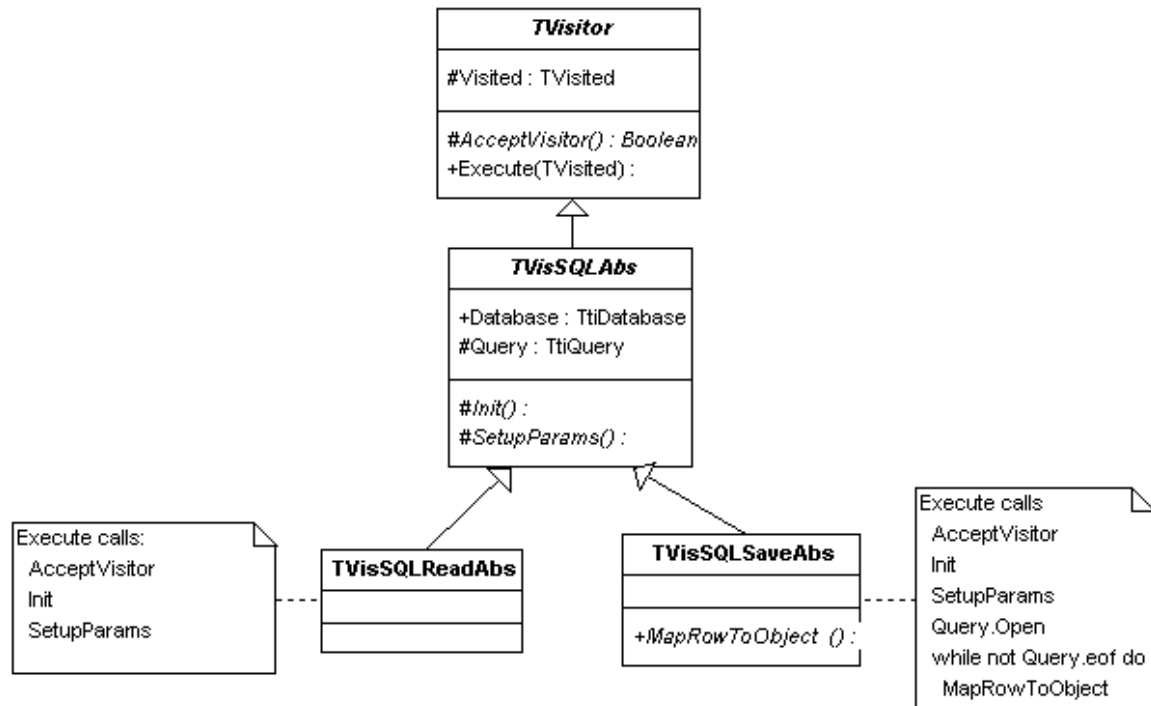 TVisitor
#Visited : TVisited
#AcceptVisitor() : Boolean
+Execute(TVisited) :
TVisSQLAbs
+Database : TtiDatabase
#Query : TtiQuery
#Init() :
#SetupParams() :
Execute calls:
AcceptVisitor
Init
SetupParams
TVisSQLReadAbs
TVisSQLSaveAbs
+MapRowToObject () :
Execute calls
AcceptVisitor
Init
SetupParams
Query.Open
while not Query.eof do
MapRowToObject